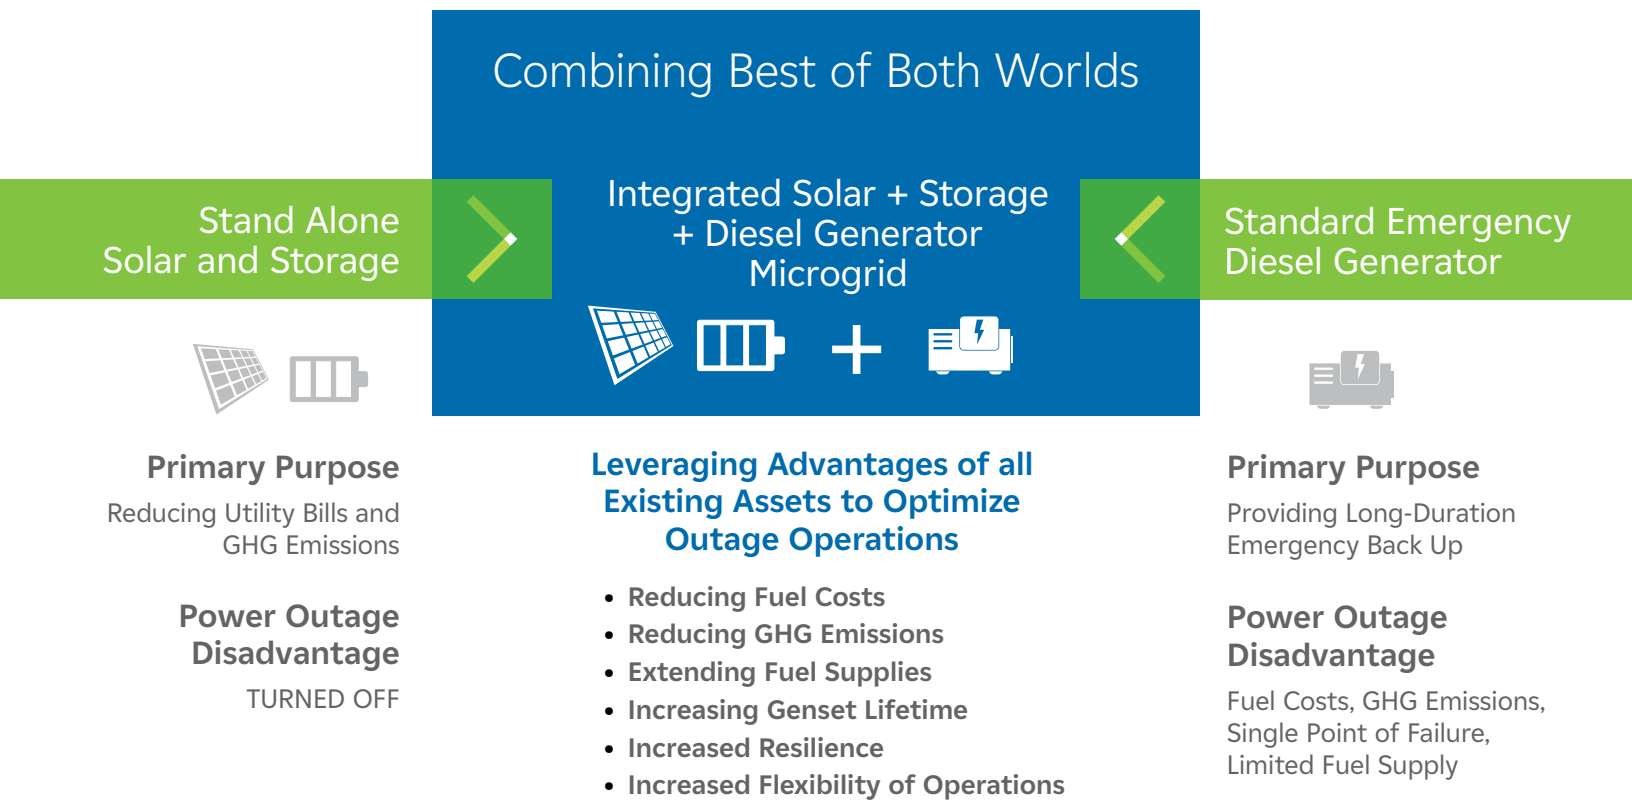 Combining Best of Both Worlds
Stand Alone
Solar and Storage
Integrated Solar + Storage
+ Diesel Generator
Microgrid
Standard Emergency
Diesel Generator
Primary Purpose
Reducing Utility Bills and
GHG Emissions
Power Outage
Disadvantage
TURNED OFF
Leveraging Advantages of all
Existing Assets to Optimize
Outage Operations
• Reducing Fuel Costs
• Reducing GHG Emissions
• Extending Fuel Supplies
• Increasing Genset Lifetime
• Increased Resilience
• Increased Flexibility of Operations
Primary Purpose
Providing Long-Duration
Emergency Back Up
Power Outage
Disadvantage
Fuel Costs, GHG Emissions,
Single Point of Failure,
Limited Fuel Supply